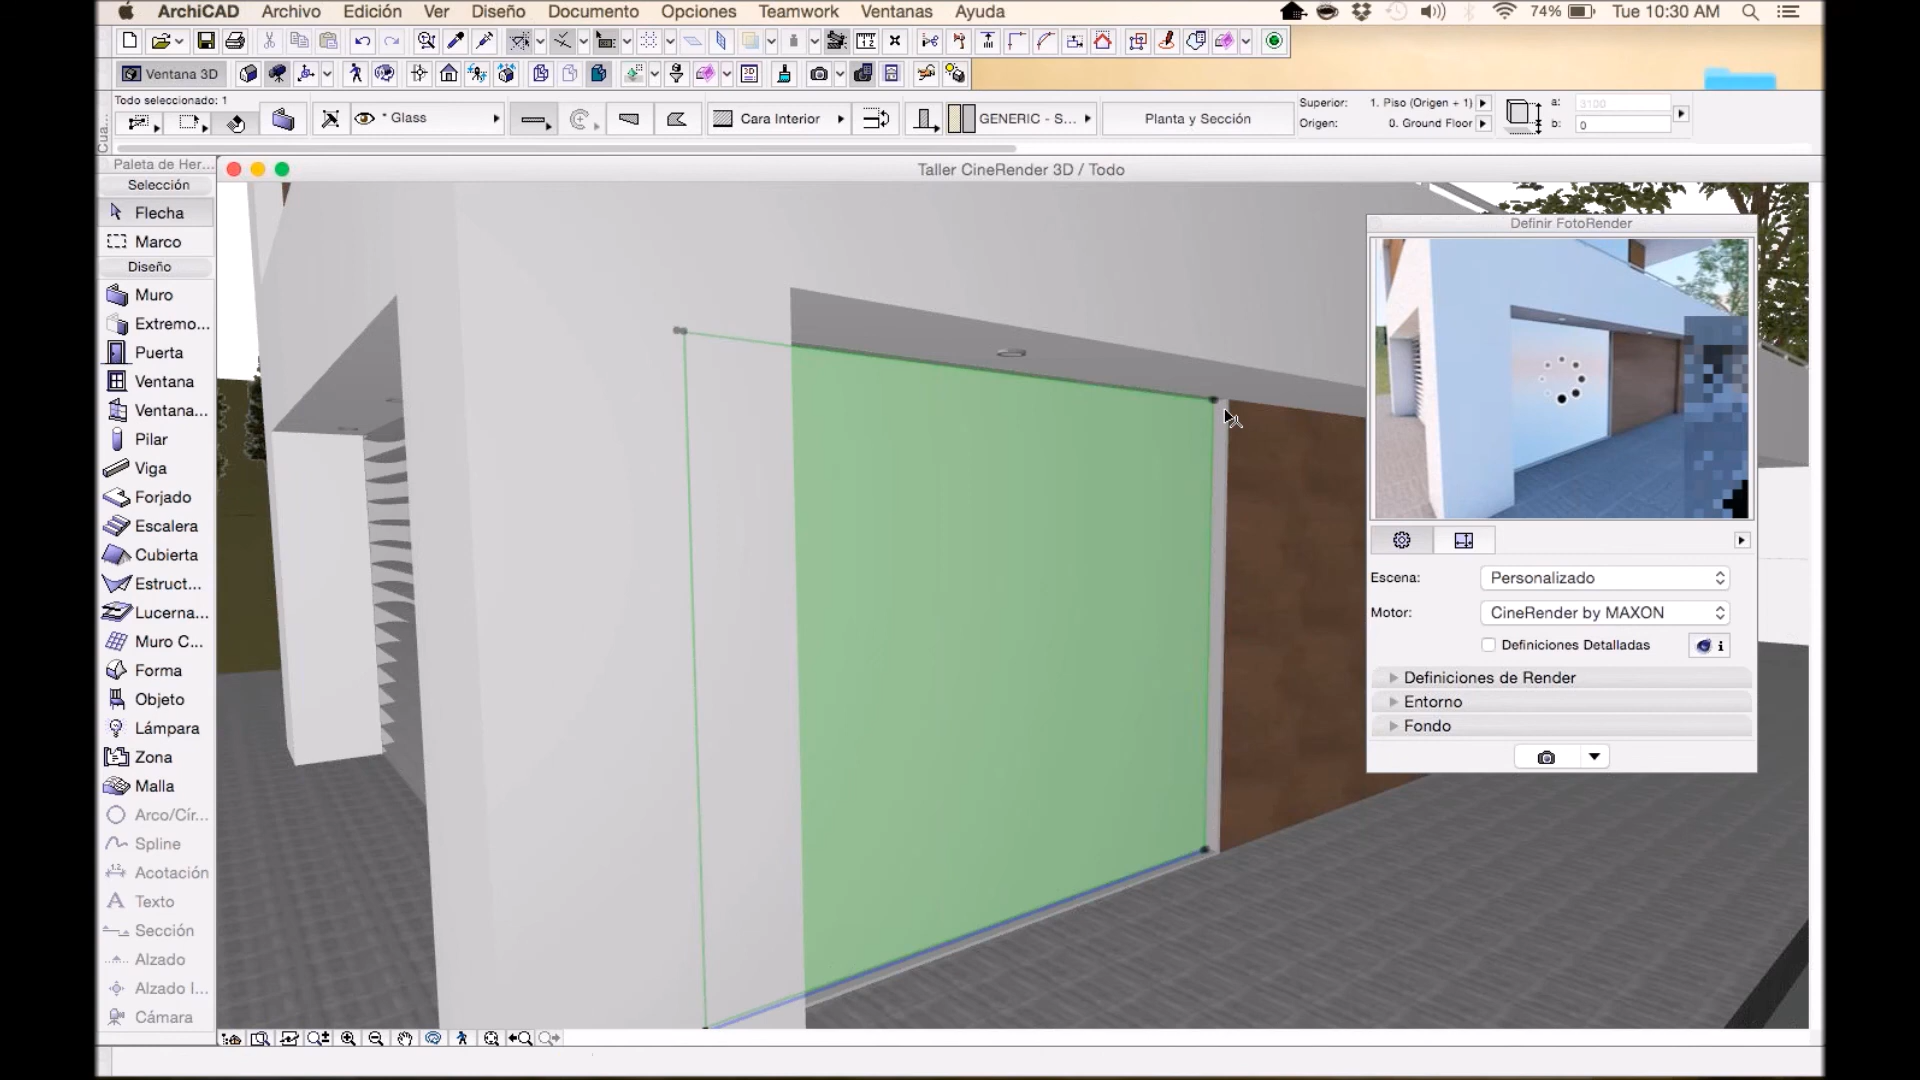 ArchiCAD Archivo Edición Ver Diseño Documento Opciones Teamwork Ventanas Ayuda 74% Tue 10:30 AM
Ventana 3D
Todo seleccionado: 1
* Glass
Cara Interior
GENERIC - S...
Planta y Sección
Superior: 1. Piso (Origen + 1)
Origen: 0. Ground Floor
a: 3100
b: 0
Cua...
Paleta de Her...
Taller CineRender 3D / Todo
Selección
Flecha
Marco
Diseño
Muro
Extremo...
Puerta
Ventana
Ventana...
Pilar
Viga
Forjado
Escalera
Cubierta
Estruct...
Lucerna...
Muro C...
Forma
Objeto
Lámpara
Zona
Malla
Arco/Cír...
Spline
Acotación
Texto
Sección
Alzado
Alzado I...
Cámara
Definir FotoRender
Escena: Personalizado
Motor: CineRender by MAXON
Definiciones Detalladas
i
Definiciones de Render
Entorno
Fondo